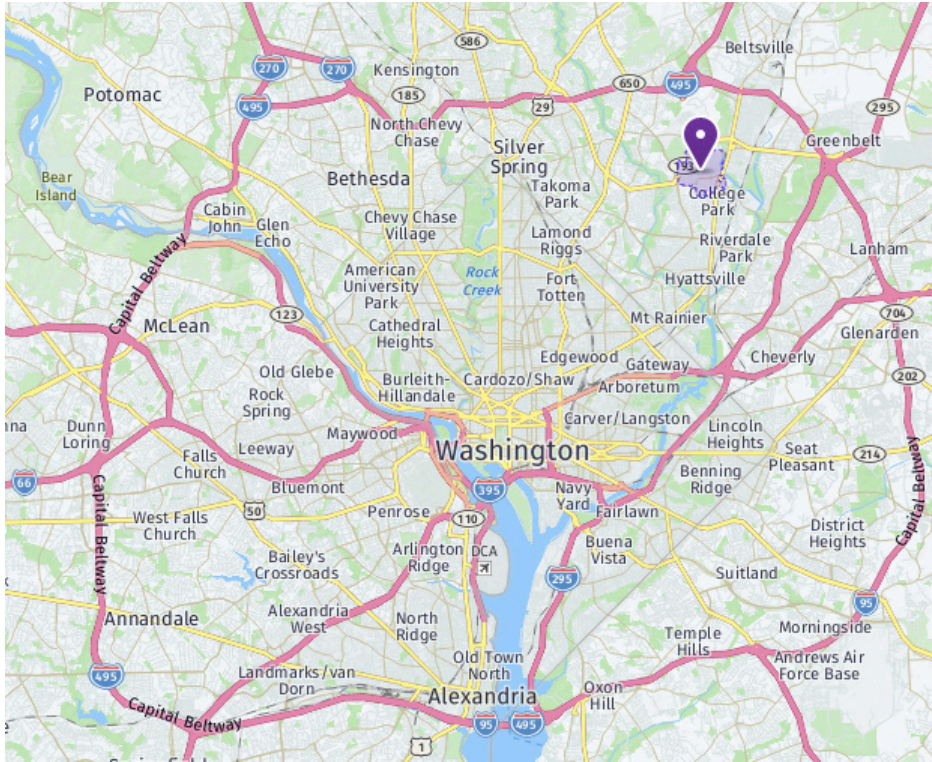 Beltsville
586
270
270
Kensington
650
495
Potomac
185
29
495
295
North Chevy
Chase
Greenbelt
Silver
Spring
193
Bear
Island
Bethesda
Takoma
Park
College
Park
Cabin
John
Glen
Echo
Chevy Chase
Village
Lamond
Riggs
Riverdale
Park
Lanham
Capital Beltway
American
University
Park
Rock
Creek
Fort
Totten
Hyattsville
123
McLean
Cathedral
Heights
Mt Rainier
704
Glenarden
Edgewood
Gateway
Cheverly
Old Glebe
Burleith-
Hillandale
Cardozo/Shaw
Arboretum
202
Rock
Spring
Carver/Langston
Maywood
Dunn
Loring
Lincoln
Heights
Leeway
Washington
Seat
Pleasant
214
Falls
Church
Benning
Ridge
66
Bluemont
395
Navy
Yard
Capital Beltway
Capital Beltway
50
Penrose
110
Fairlawn
West Falls
Church
District
Heights
Arlington
Ridge
DCA
Buena
Vista
Bailey's
Crossroads
295
Suitland
95
Annandale
Alexandria
West
North
Ridge
Morningside
Temple
Hills
Old Town
North
Andrews Air
Force Base
495
Landmarks/van
Dorn
Alexandria
Oxon
Hill
Capital Beltway
95
495
1